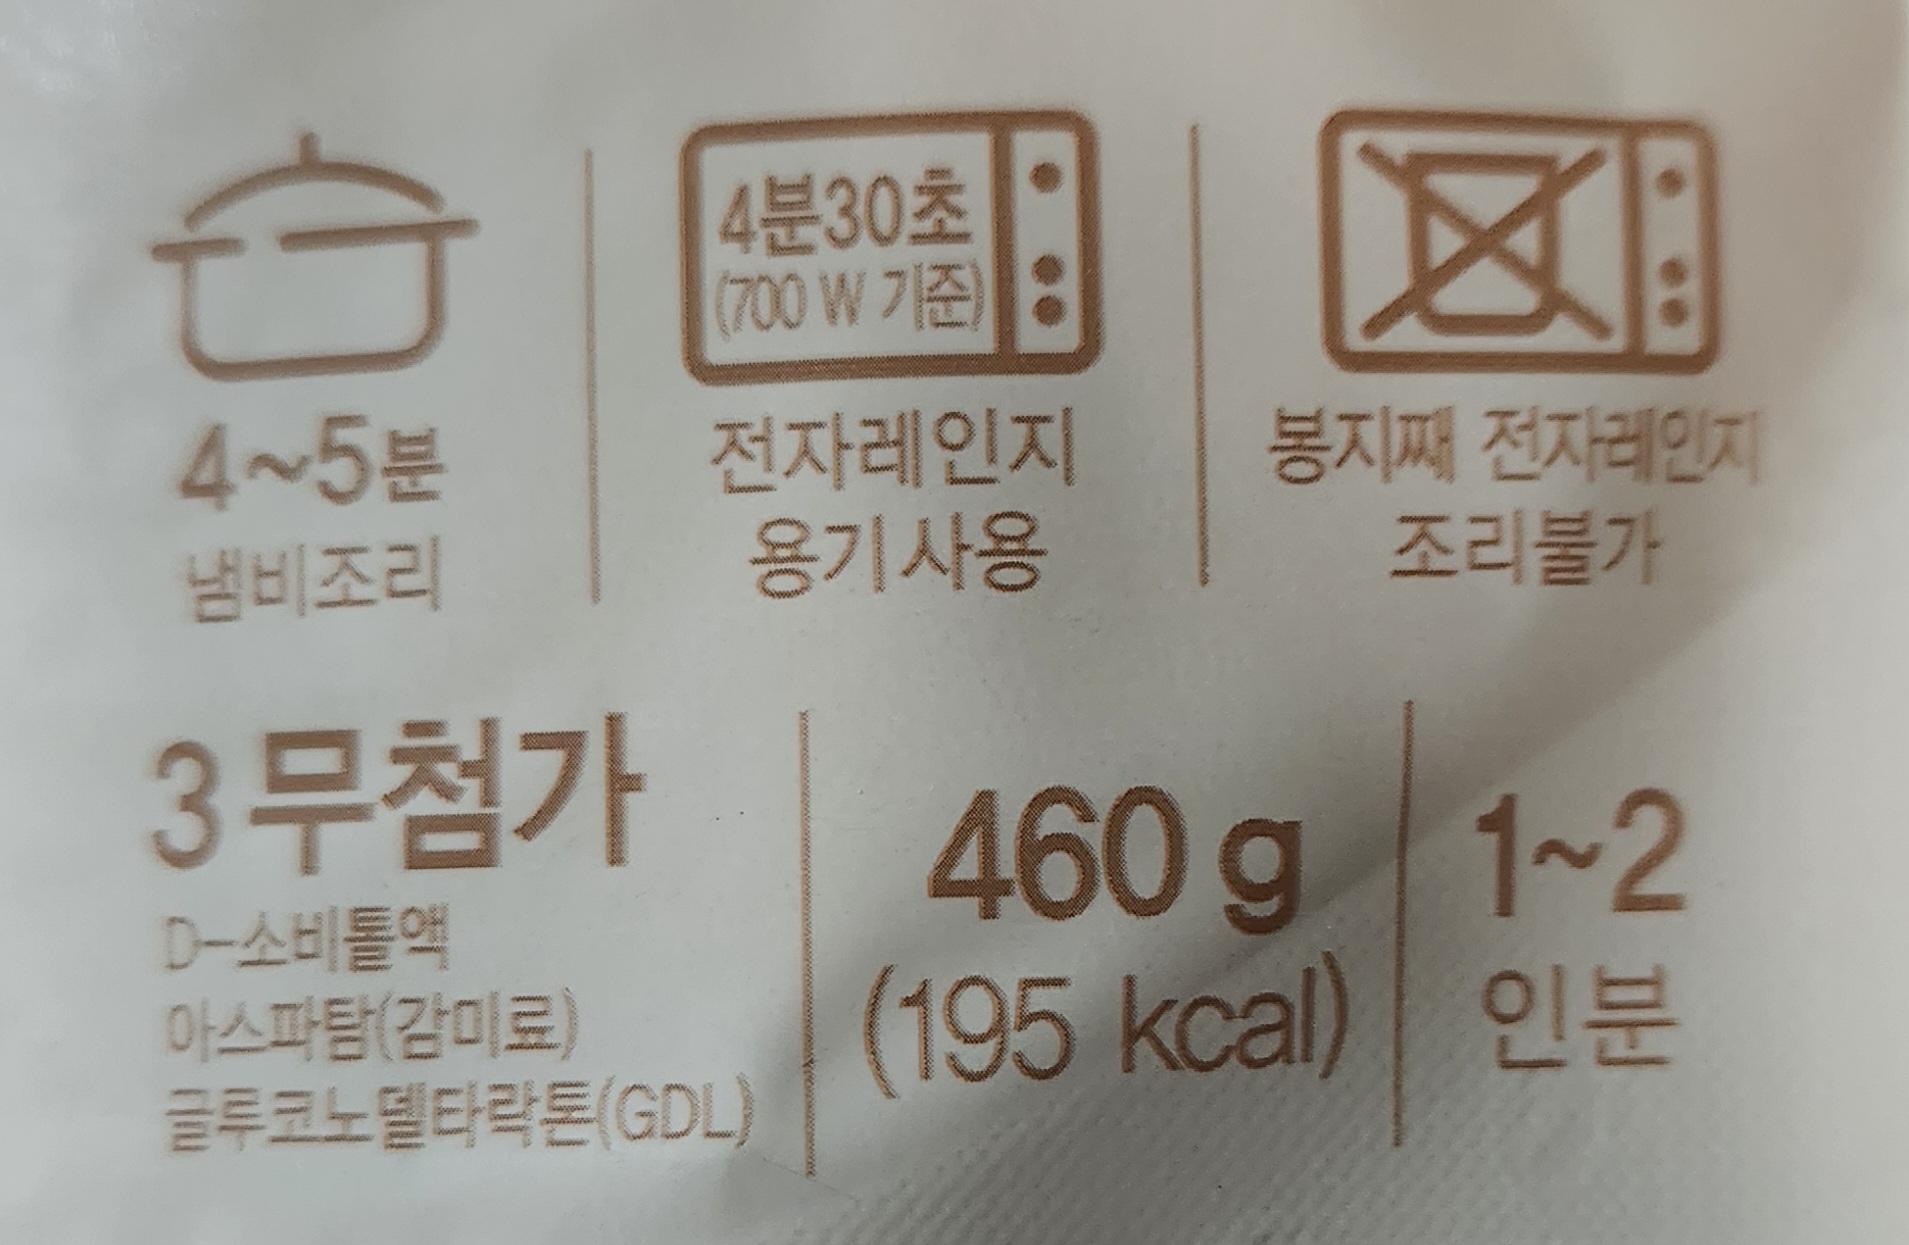 4~5분
냄비조리
4분30초
(700 W 기준)
전자레인지
용기사용
봉지째 전자레인지
조리불가
3무첨가
D-소비톨액
아스파탐(감미료)
글루코노델타락톤(GDL)
460 g
(195 kcal)
1~2
인분